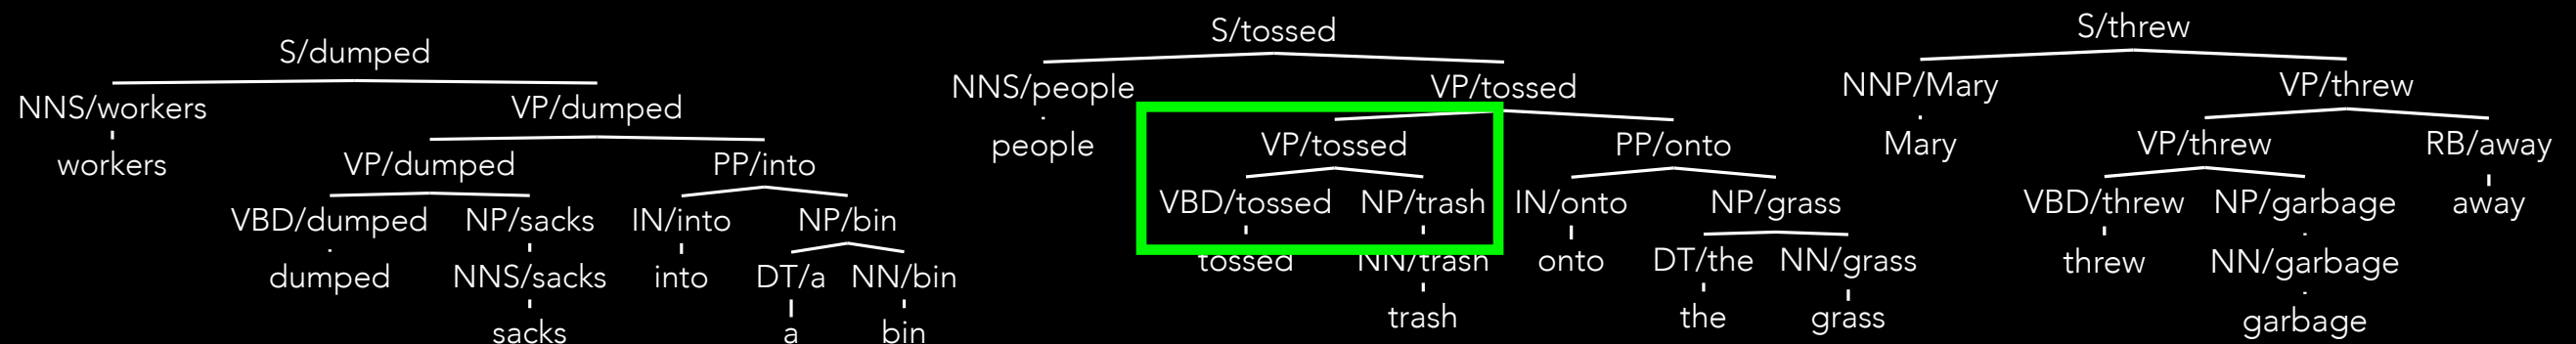 S/dumped
NNS/workers VP/dumped
workers VP/dumped PP/into
VBD/dumped NP/sacks IN/into NP/bin
dumped NNS/sacks into DT/a NN/bin
sacks a bin
S/tossed
NNS/people VP/tossed
people VP/tossed PP/onto
VBD/tossed NP/trash IN/onto NP/grass
tossed NN/trash onto DT/the NN/grass
trash the grass
S/threw
NNP/Mary VP/threw
Mary VP/threw RB/away
VBD/threw NP/garbage away
threw NN/garbage
garbage